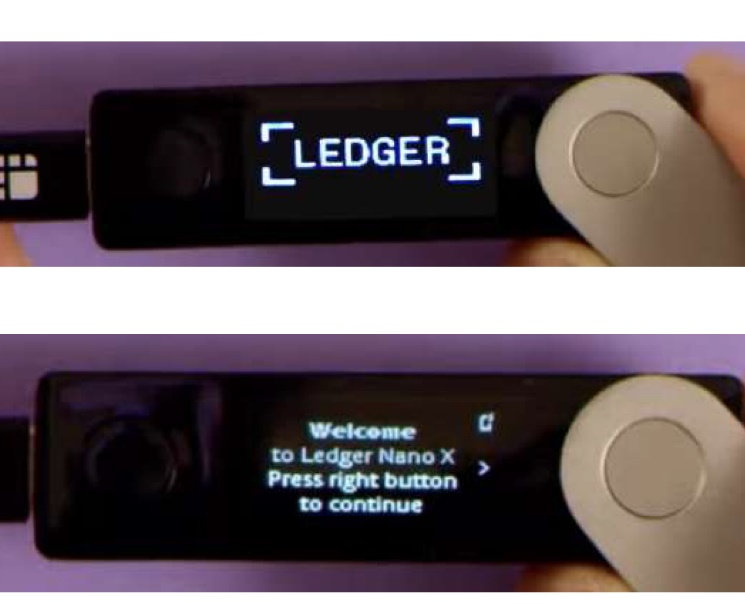 LEDGER
Welcome
to Ledger Nano X
Press right button
to continue